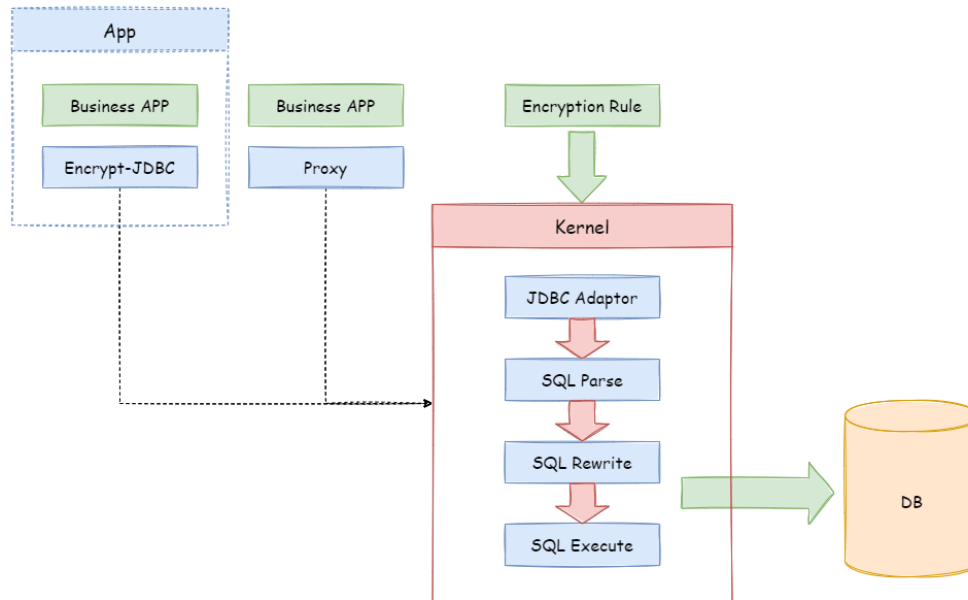 App
Business APP
Business APP
Encryption Rule
Encrypt-JDBC
Proxy
Kernel
JDBC Adaptor
SQL Parse
SQL Rewrite
DB
SQL Execute